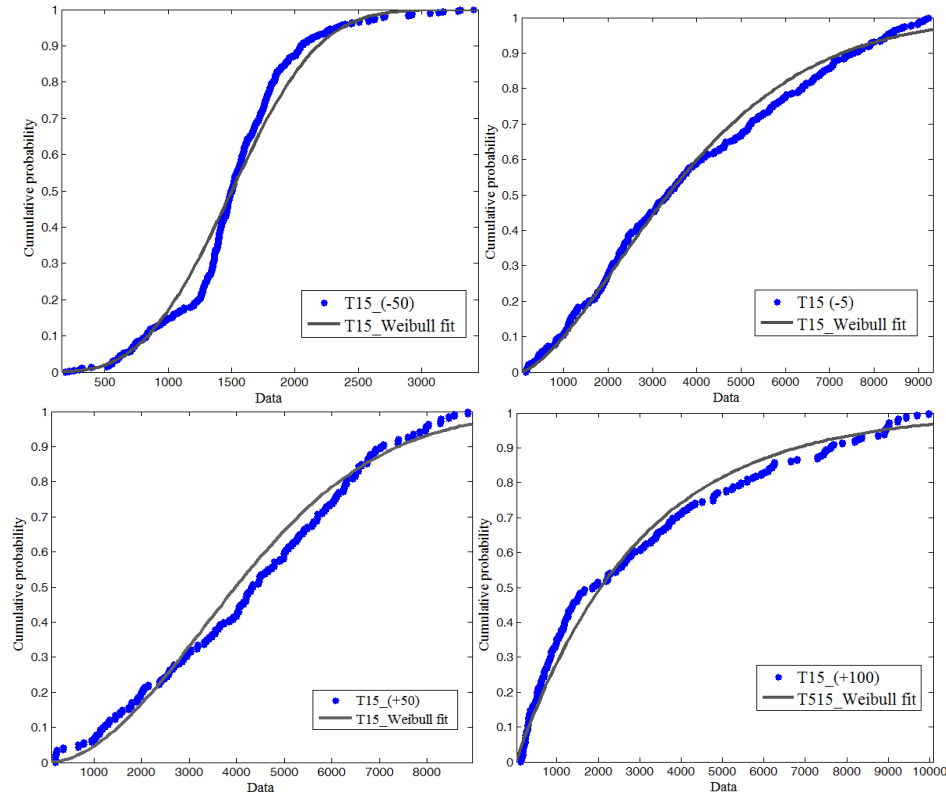 1
0.9
0.8
0.7
0.6
0.5
0.4
0.3
0.2
0.1
0
Cumulative probability
T15_(-50)
T15_Weibull fit
500 1000 1500 2000 2500 3000
Data
1
0.9
0.8
0.7
0.6
0.5
0.4
0.3
0.2
0.1
0
Cumulative probability
T15 (-5)
T15_Weibull fit
1000 2000 3000 4000 5000 6000 7000 8000 9000
Data
1
0.9
0.8
0.7
0.6
0.5
0.4
0.3
0.2
0.1
0
Cumulative probability
T15_(+50)
T15_Weibull fit
1000 2000 3000 4000 5000 6000 7000 8000
Data
1
0.9
0.8
0.7
0.6
0.5
0.4
0.3
0.2
0.1
0
Cumulative probability
T15_(+100)
T515_Weibull fit
1000 2000 3000 4000 5000 6000 7000 8000 9000 10000
Data